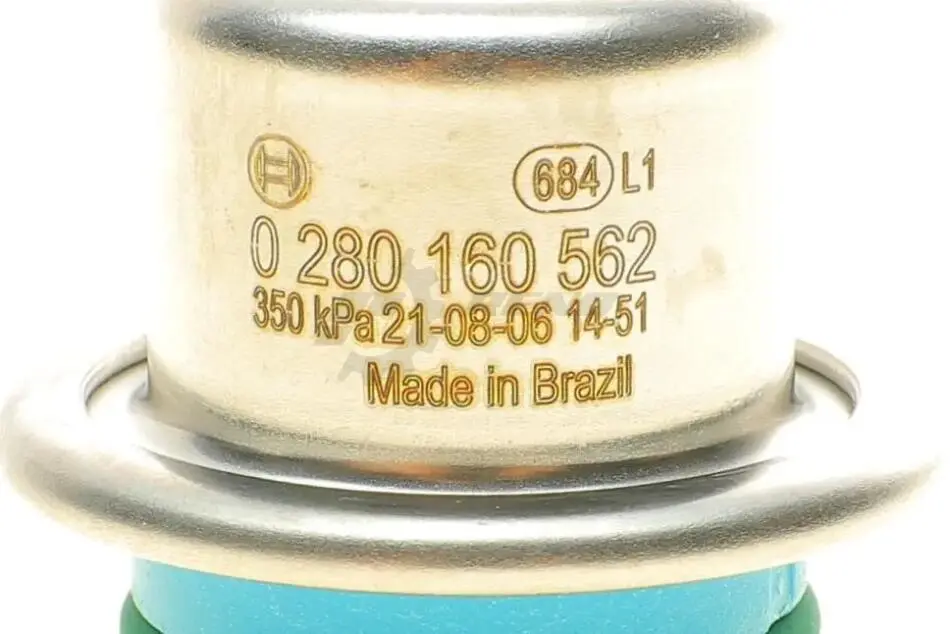 684 L1
0 280 160 562
350 kPa 21-08-06 14-51
Made in Brazil